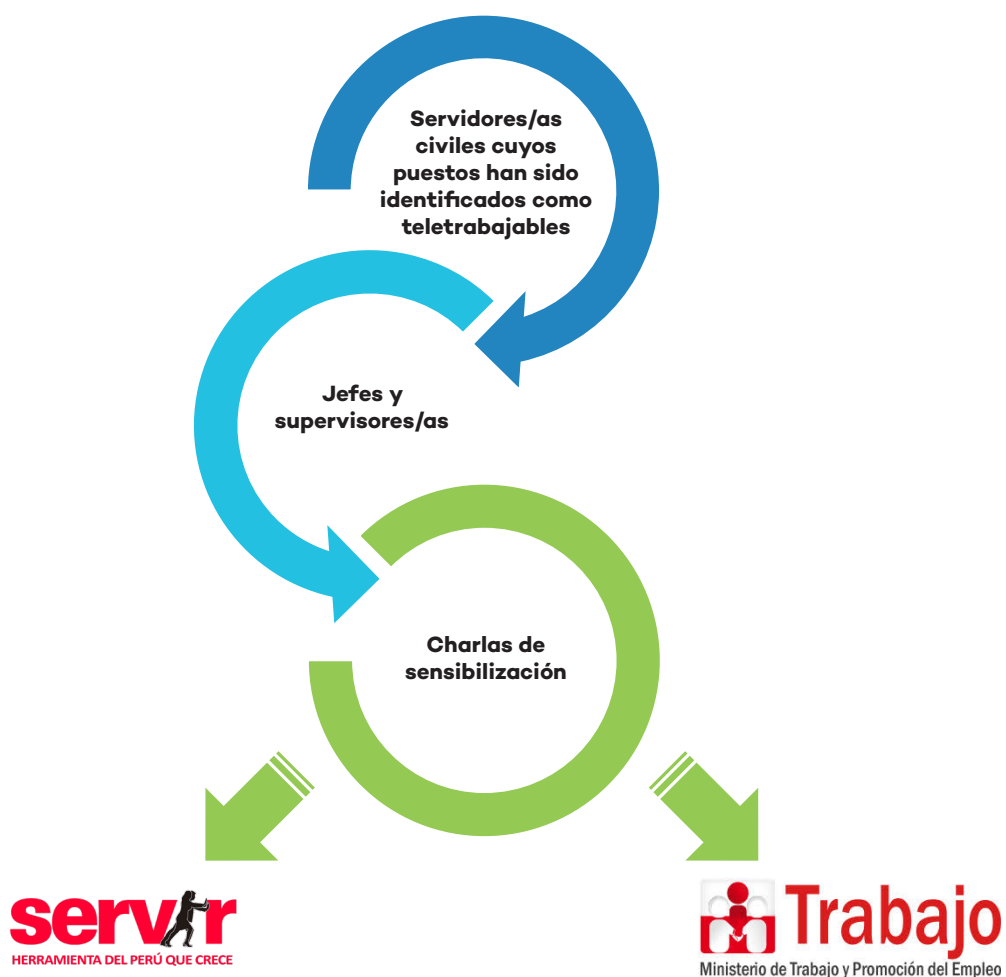 Servidores/as
civiles cuyos
puestos han sido
identificados como
teletrabajables
Jefes y
supervisores/as
Charlas de
sensibilización
servir
HERRAMIENTA DEL PERÚ QUE CRECE
Trabajo
Ministerio de Trabajo y Promoción del Empleo